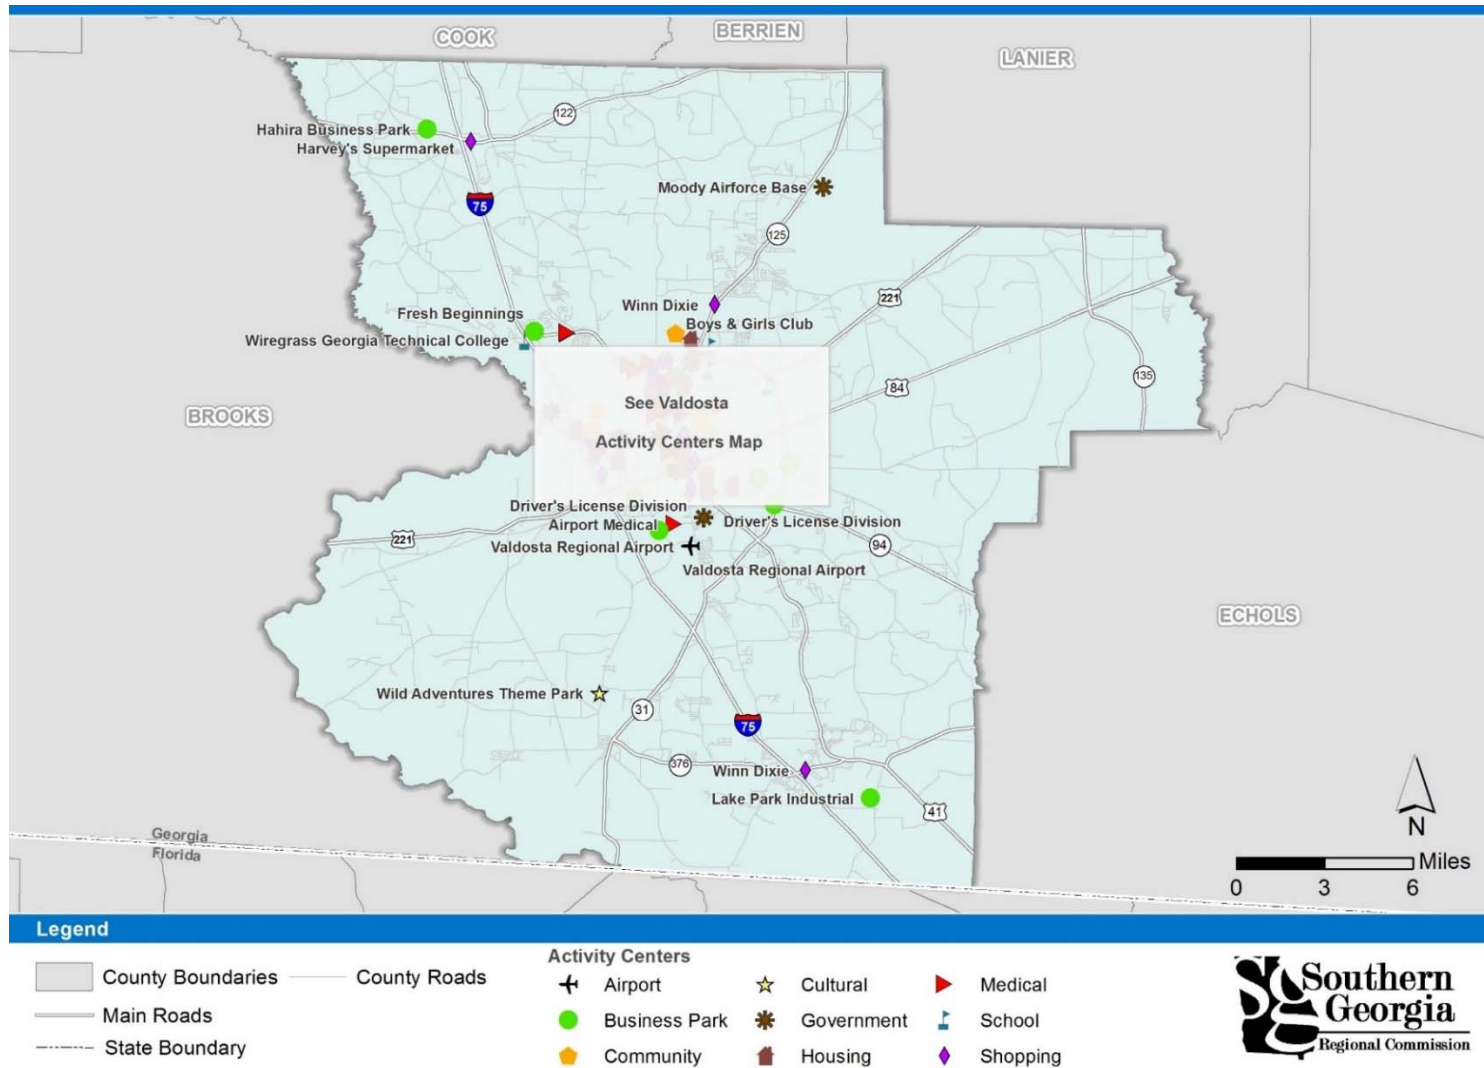 COOK
BERRIEN
LANIER
122
Hahira Business Park
Harvey's Supermarket
75
Moody Airforce Base
125
221
Winn Dixie
Fresh Beginnings
Boys & Girls Club
Wiregrass Georgia Technical College
135
84
BROOKS
See Valdosta
Activity Centers Map
Driver's License Division
Airport Medical
Driver's License Division
221
Valdosta Regional Airport
94
Valdosta Regional Airport
ECHOLS
Wild Adventures Theme Park
31
75
376
Winn Dixie
Lake Park Industrial
41
Georgia
Florida
N
Miles
0 3 6
Legend
Activity Centers
County Boundaries County Roads
Main Roads
State Boundary
Airport
Business Park
Community
Cultural
Government
Housing
Medical
School
Shopping
SG
Southern
Georgia
Regional Commission